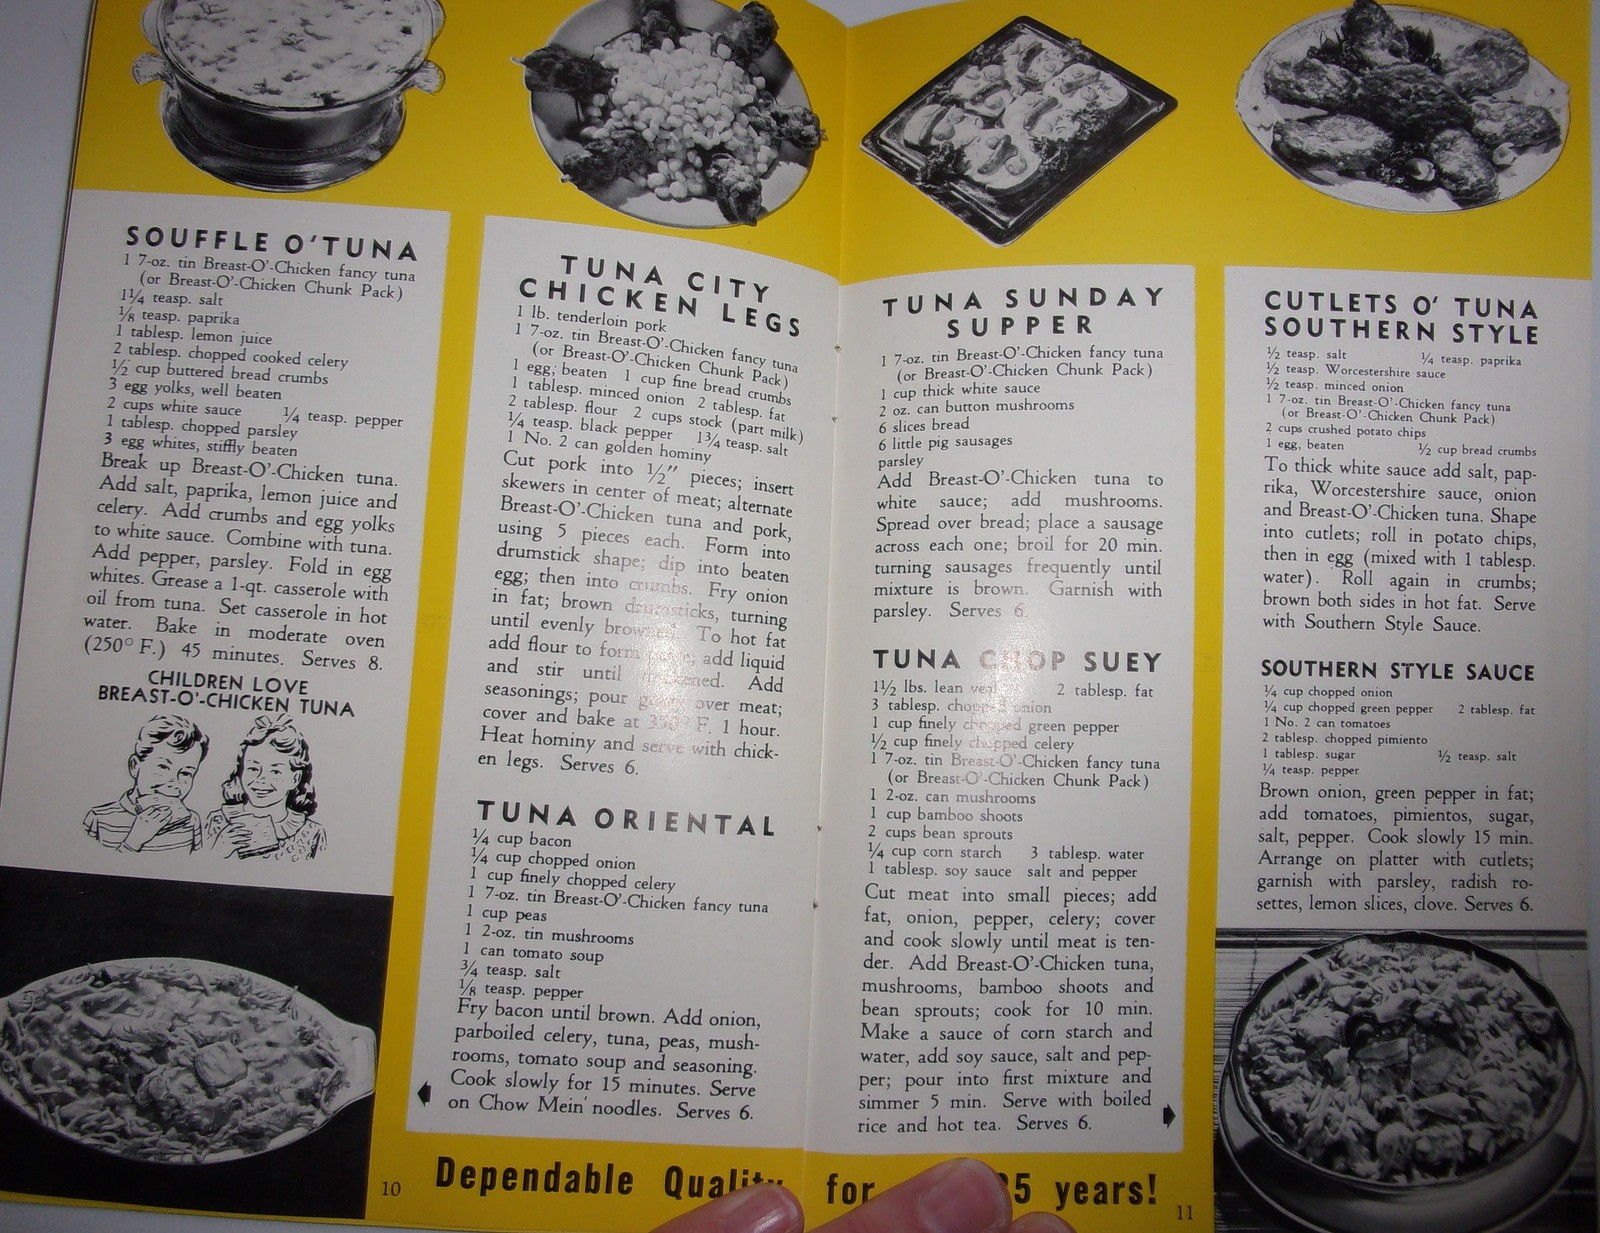 SOUFFLE O'TUNA
1 7-oz. tin Breast-O'-Chicken fancy tuna
(or Breast-O'-Chicken Chunk Pack)
1¼ teasp. salt
⅛ teasp. paprika
1 tablesp. lemon juice
2 tablesp. chopped cooked celery
½ cup buttered bread crumbs
3 egg yolks, well beaten
2 cups white sauce ¼ teasp. pepper
1 tablesp. chopped parsley
3 egg whites, stiffly beaten
Break up Breast-O'-Chicken tuna.
Add salt, paprika, lemon juice and
celery. Add crumbs and egg yolks
to white sauce. Combine with tuna.
Add pepper, parsley. Fold in egg
whites. Grease a 1-qt. casserole with
oil from tuna. Set casserole in hot
water. Bake in moderate oven
(250° F.) 45 minutes. Serves 8.
CHILDREN LOVE
BREAST-O'-CHICKEN TUNA
TUNA CITY
CHICKEN LEGS
1 lb. tenderloin pork
1 7-oz. tin Breast-O'-Chicken fancy tuna
(or Breast-O'-Chicken Chunk Pack)
1 egg, beaten 1 cup fine bread crumbs
1 tablesp. minced onion 2 tablesp. fat
2 tablesp. flour 2 cups stock (part milk)
¼ teasp. black pepper 1¾ teasp. salt
1 No. 2 can golden hominy
Cut pork into ½" pieces; insert
skewers in center of meat; alternate
Breast-O'-Chicken tuna and pork,
using 5 pieces each. Form into
drumstick shape; dip into beaten
egg; then into crumbs. Fry onion
in fat; brown drumsticks, turning
until evenly browned. To hot fat
add flour to form add liquid
and stir until Add
seasonings; pour over meat;
cover and bake at 350° F. 1 hour.
Heat hominy and serve with chick-
en legs. Serves 6.
TUNA ORIENTAL
¼ cup bacon
¼ cup chopped onion
1 cup finely chopped celery
1 7-oz. tin Breast-O'-Chicken fancy tuna
1 cup peas
1 2-oz. tin mushrooms
1 can tomato soup
¾ teasp. salt
⅛ teasp. pepper
Fry bacon until brown. Add onion,
parboiled celery, tuna, peas, mush-
rooms, tomato soup and seasoning.
Cook slowly for 15 minutes. Serve
on Chow Mein noodles. Serves 6.
TUNA SUNDAY
SUPPER
1 7-oz. tin Breast-O'-Chicken fancy tuna
(or Breast-O'-Chicken Chunk Pack)
1 cup thick white sauce
2 oz. can button mushrooms
6 slices bread
6 little pig sausages
parsley
Add Breast-O'-Chicken tuna to
white sauce; add mushrooms.
Spread over bread; place a sausage
across each one; broil for 20 min.
turning sausages frequently until
mixture is brown. Garnish with
parsley. Serves 6.
TUNA CHOP SUEY
1½ lbs. lean veal 2 tablesp. fat
3 tablesp. chopped onion
1 cup finely chopped green pepper
½ cup finely chopped celery
1 7-oz. tin Breast-O'-Chicken fancy tuna
(or Breast-O'-Chicken Chunk Pack)
1 2-oz. can mushrooms
1 cup bamboo shoots
2 cups bean sprouts
¼ cup corn starch 3 tablesp. water
1 tablesp. soy sauce salt and pepper
Cut meat into small pieces; add
fat, onion, pepper, celery; cover
and cook slowly until meat is ten-
der. Add Breast-O'-Chicken tuna,
mushrooms, bamboo shoots and
bean sprouts; cook for 10 min.
Make a sauce of corn starch and
water, add soy sauce, salt and pep-
per; pour into first mixture and
simmer 5 min. Serve with boiled
rice and hot tea. Serves 6.
CUTLETS O' TUNA
SOUTHERN STYLE
½ teasp. salt ¼ teasp. paprika
½ teasp. Worcestershire sauce
½ teasp. minced onion
1 7-oz. tin Breast-O'-Chicken fancy tuna
(or Breast-O'-Chicken Chunk Pack)
2 cups crushed potato chips
1 egg, beaten ½ cup bread crumbs
To thick white sauce add salt, pap-
rika, Worcestershire sauce, onion
and Breast-O'-Chicken tuna. Shape
into cutlets; roll in potato chips,
then in egg (mixed with 1 tablesp.
water). Roll again in crumbs;
brown both sides in hot fat. Serve
with Southern Style Sauce.
SOUTHERN STYLE SAUCE
¼ cup chopped onion
¼ cup chopped green pepper 2 tablesp. fat
1 No. 2 can tomatoes
2 tablesp. chopped pimiento
1 tablesp. sugar ½ teasp. salt
¼ teasp. pepper
Brown onion, green pepper in fat;
add tomatoes, pimientos, sugar,
salt, pepper. Cook slowly 15 min.
Arrange on platter with cutlets;
garnish with parsley, radish ro-
settes, lemon slices, clove. Serves 6.
10 Dependable Quality for 35 years! 11